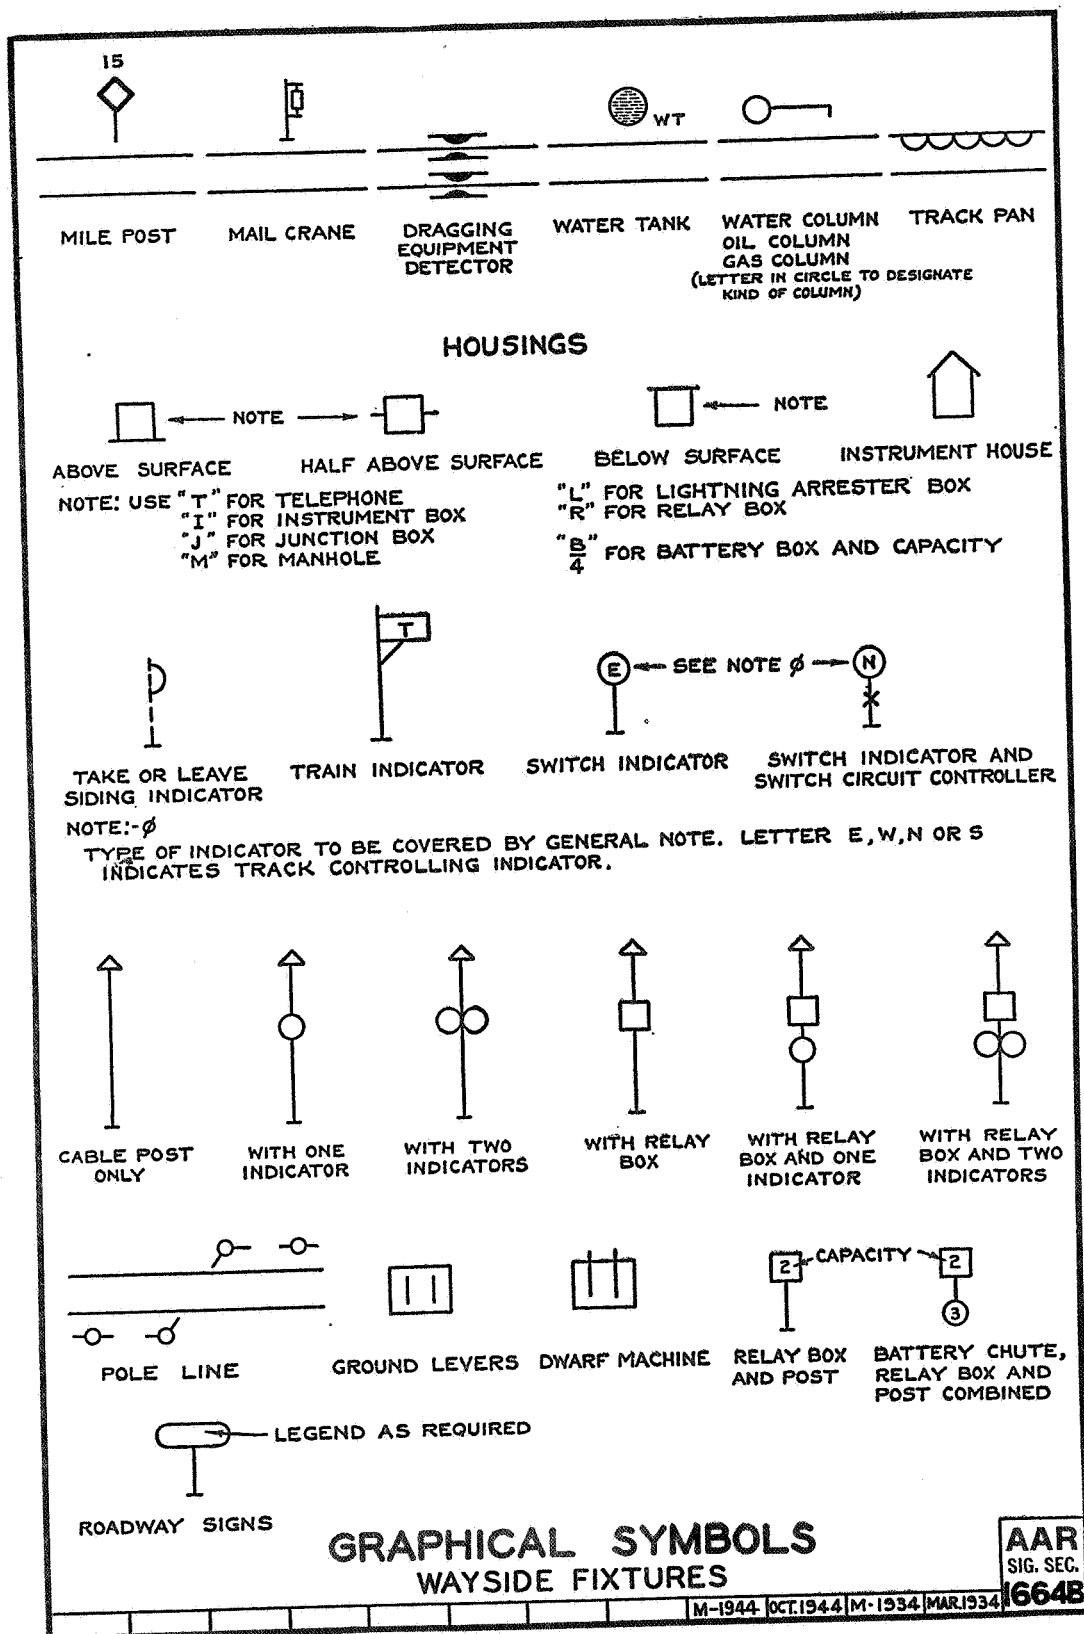 15
WT
MILE POST
MAIL CRANE
DRAGGING
EQUIPMENT
DETECTOR
WATER TANK
WATER COLUMN
OIL COLUMN
GAS COLUMN
(LETTER IN CIRCLE TO DESIGNATE
KIND OF COLUMN)
TRACK PAN
HOUSINGS
NOTE
NOTE
ABOVE SURFACE
HALF ABOVE SURFACE
BELOW SURFACE
INSTRUMENT HOUSE
NOTE: USE "T" FOR TELEPHONE
"I" FOR INSTRUMENT BOX
"J" FOR JUNCTION BOX
"M" FOR MANHOLE
"L" FOR LIGHTNING ARRESTER BOX
"R" FOR RELAY BOX
"B/4" FOR BATTERY BOX AND CAPACITY
T
E
SEE NOTE ∅
N
TAKE OR LEAVE
SIDING INDICATOR
TRAIN INDICATOR
SWITCH INDICATOR
SWITCH INDICATOR AND
SWITCH CIRCUIT CONTROLLER
NOTE:-∅
TYPE OF INDICATOR TO BE COVERED BY GENERAL NOTE. LETTER E,W,N OR S
INDICATES TRACK CONTROLLING INDICATOR.
CABLE POST
ONLY
WITH ONE
INDICATOR
WITH TWO
INDICATORS
WITH RELAY
BOX
WITH RELAY
BOX AND ONE
INDICATOR
WITH RELAY
BOX AND TWO
INDICATORS
2
CAPACITY
2
3
POLE LINE
GROUND LEVERS
DWARF MACHINE
RELAY BOX
AND POST
BATTERY CHUTE,
RELAY BOX AND
POST COMBINED
LEGEND AS REQUIRED
ROADWAY SIGNS
GRAPHICAL SYMBOLS
WAYSIDE FIXTURES
AAR
SIG. SEC.
1664B
M-1944 OCT.1944 M-1934 MAR.1934